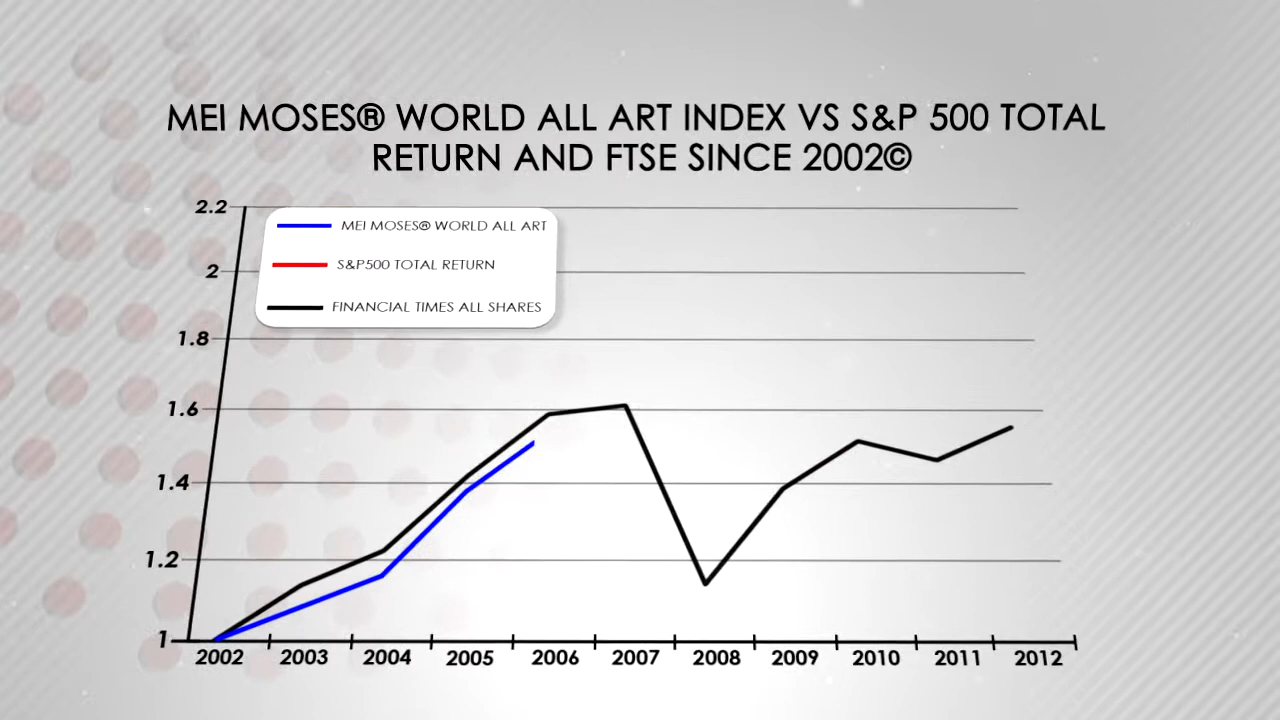 MEI MOSES® WORLD ALL ART INDEX VS S&P 500 TOTAL
RETURN AND FTSE SINCE 2002©
2.2
MEI MOSES® WORLD ALL ART
S&P500 TOTAL RETURN
2
FINANCIAL TIMES ALL SHARES
1.8
1.6
1.4
1.2
1
2002 2003 2004 2005 2006 2007 2008 2009 2010 2011 2012